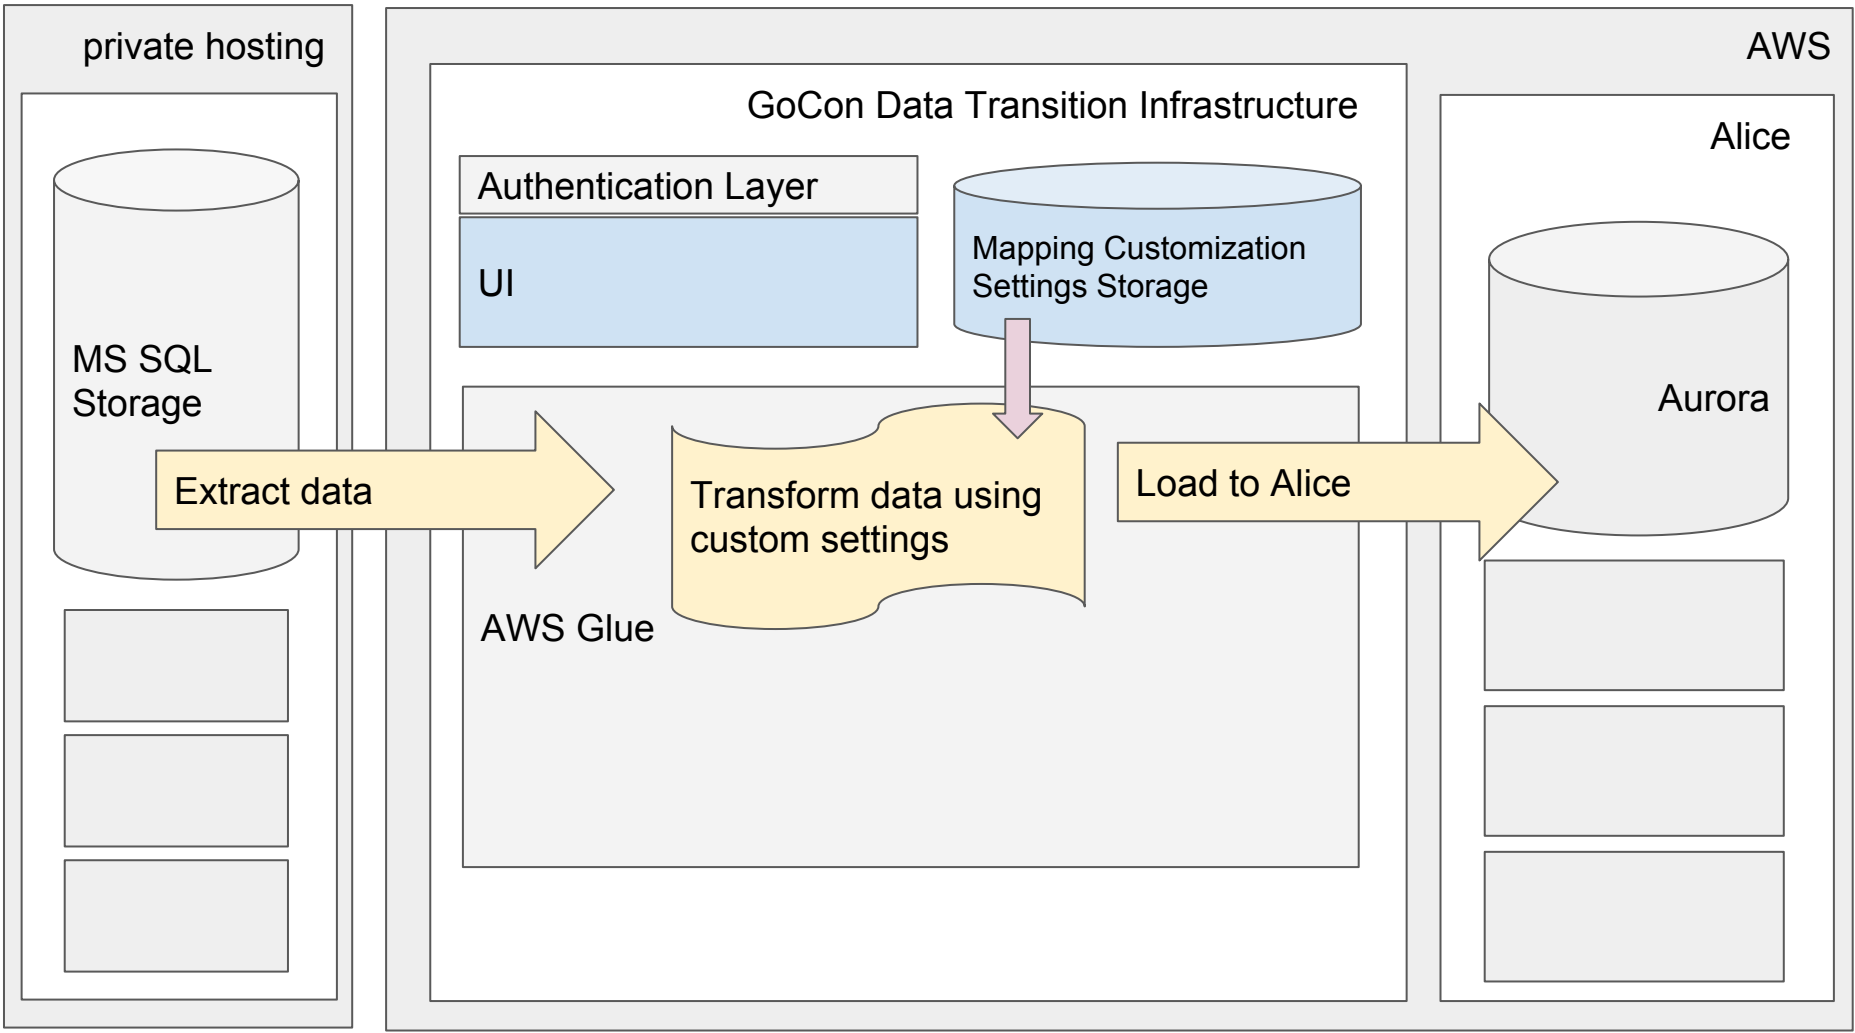 private hosting
AWS
GoCon Data Transition Infrastructure
Alice
Authentication Layer
UI
Mapping Customization
Settings Storage
MS SQL
Storage
Aurora
Extract data
Transform data using
custom settings
Load to Alice
AWS Glue